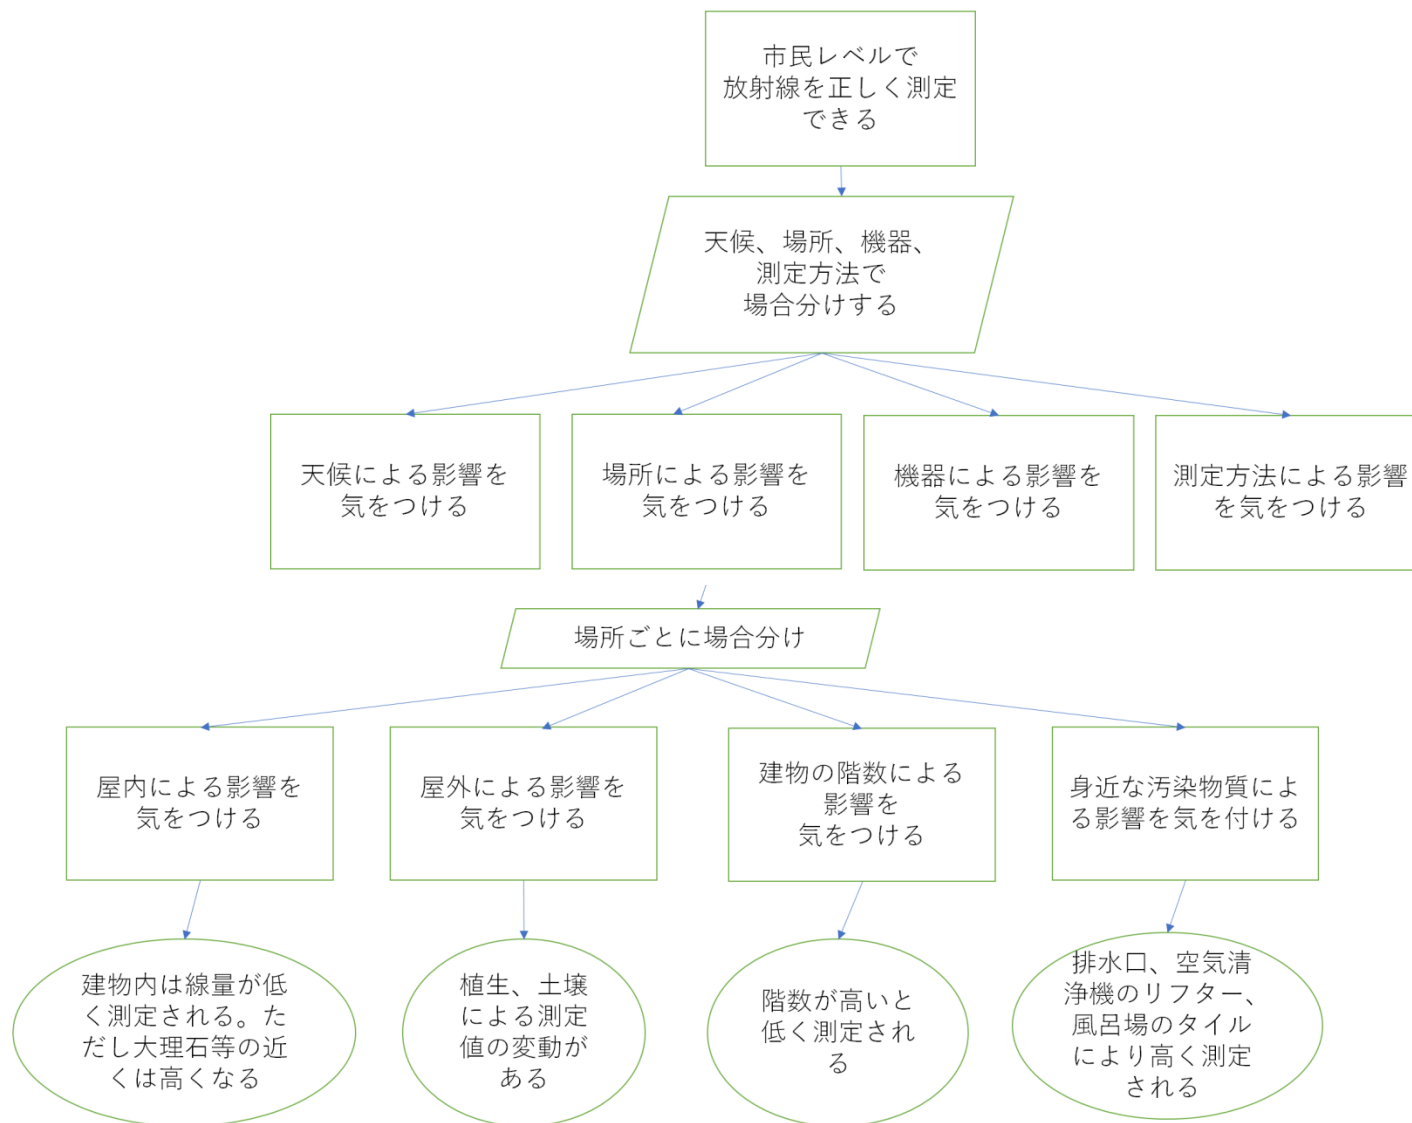 市民レベルで
放射線を正しく測定
できる
天候、場所、機器、
測定方法で
場合分けする
天候による影響を
気をつける
場所による影響を
気をつける
機器による影響を
気をつける
測定方法による影響
を気をつける
場所ごとに場合分け
屋内による影響を
気をつける
屋外による影響を
気をつける
建物の階数による
影響を
気をつける
身近な汚染物質によ
る影響を気を付ける
建物内は線量が低
く測定される。た
だし大理石等の近
くは高くなる
植生、土壌
による測定
値の変動が
ある
階数が高いと
低く測定され
る
排水口、空気清
浄機のリフター、
風呂場のタイル
により高く測定
される